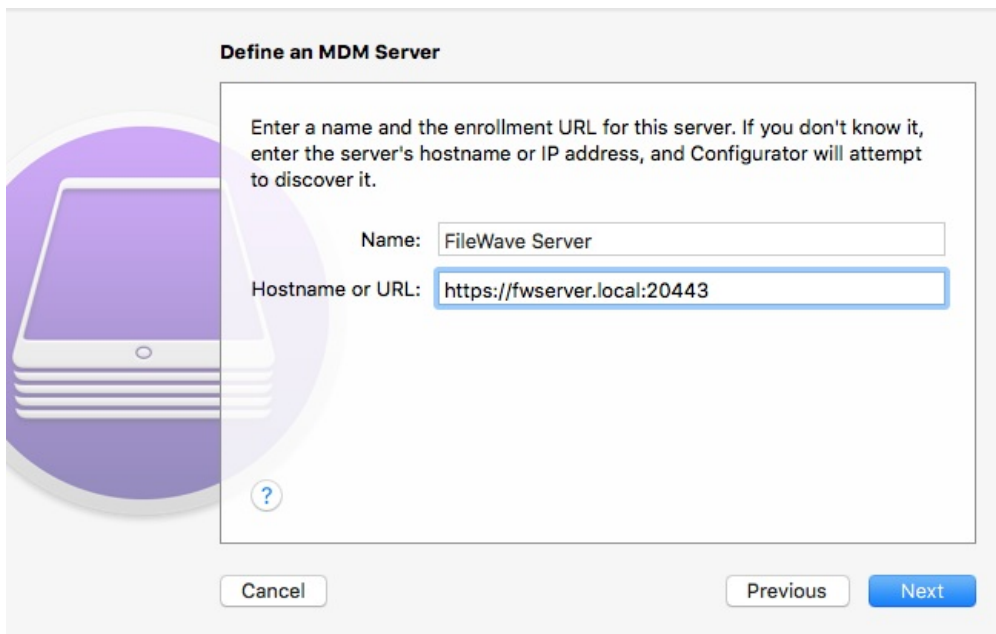 Define an MDM Server
Enter a name and the enrollment URL for this server. If you don't know it,
enter the server's hostname or IP address, and Configurator will attempt
to discover it.
Name: FileWave Server
Hostname or URL: https://fwserver.local:20443
?
Cancel Previous Next